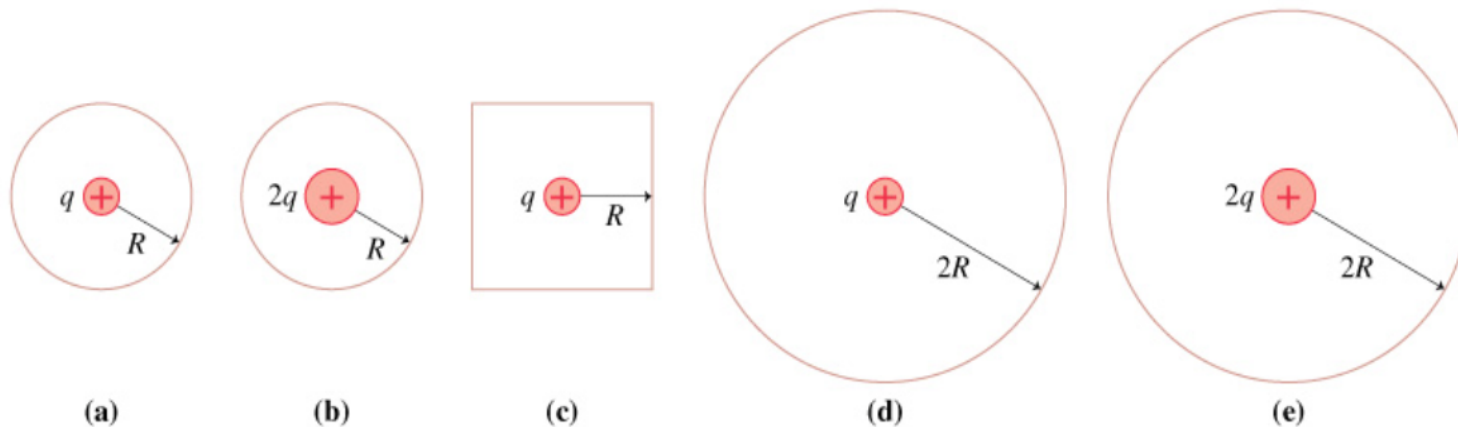 q + R
2q + R
q + R
q + 2R
2q + 2R
(a) (b) (c) (d) (e)